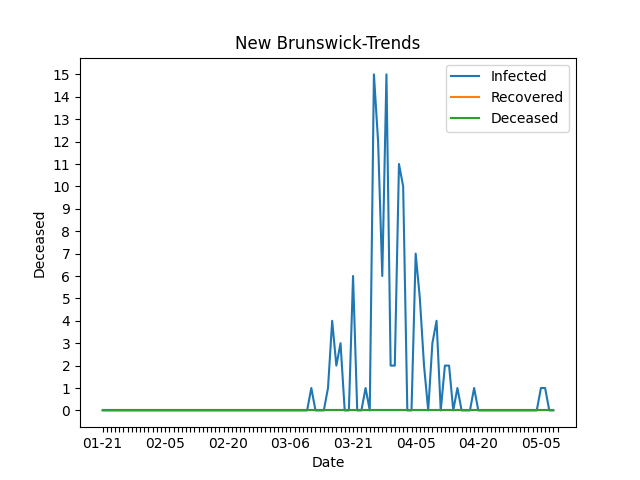 New Brunswick-Trends
Infected
Recovered
Deceased
15
14
13
12
11
10
9
8
7
6
5
4
3
2
1
0
Deceased
01-21 02-05 02-20 03-06 03-21 04-05 04-20 05-05
Date